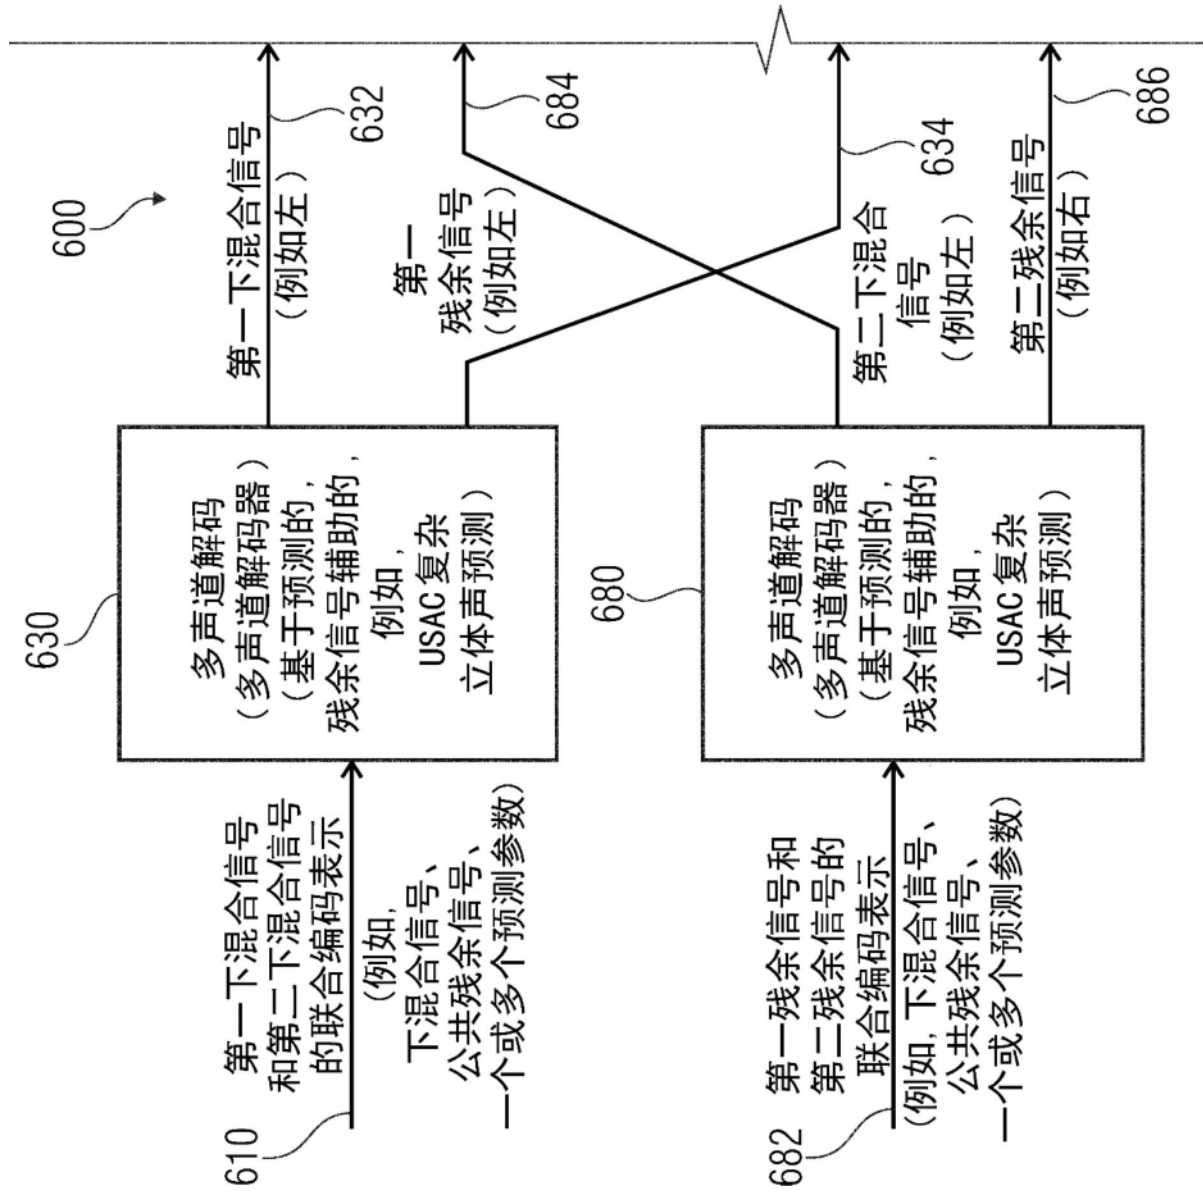 600
610
第一下混合信号
和第二下混合信号
的联合编码表示
(例如,
下混合信号、
公共残余信号、
一个或多个预测参数)
630
多声道解码
(多声道解码器)
(基于预测的,
残余信号辅助的,
例如,
USAC复杂
立体声预测)
第一下混合信号
(例如左)
632
第一
残余信号
(例如左)
684
682
第一残余信号和
第二残余信号的
联合编码表示
(例如, 下混合信号、
公共残余信号、
一个或多个预测参数)
680
多声道解码
(多声道解码器)
(基于预测的,
残余信号辅助的,
例如,
USAC复杂
立体声预测)
第二下混合
信号
(例如左)
634
第二残余信号
(例如右)
686